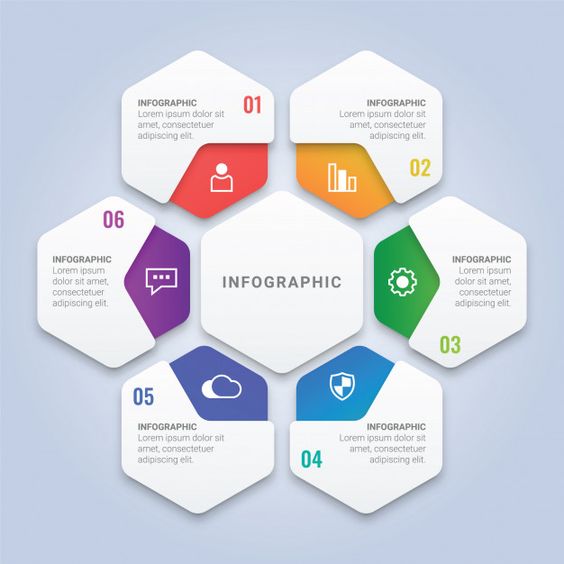 01
INFOGRAPHIC
Lorem ipsum dolor sit
amet, consectetuer
adipiscing elit.
INFOGRAPHIC
Lorem ipsum dolor sit
amet, consectetuer
adipiscing elit.
02
INFOGRAPHIC
Lorem ipsum
dolor sit amet,
consectetuer
adipiscing elit.
03
INFOGRAPHIC
Lorem ipsum dolor sit
amet, consectetuer
adipiscing elit.
04
05
INFOGRAPHIC
Lorem ipsum dolor sit
amet, consectetuer
adipiscing elit.
06
INFOGRAPHIC
Lorem ipsum
dolor sit amet,
consectetuer
adipiscing elit.
INFOGRAPHIC